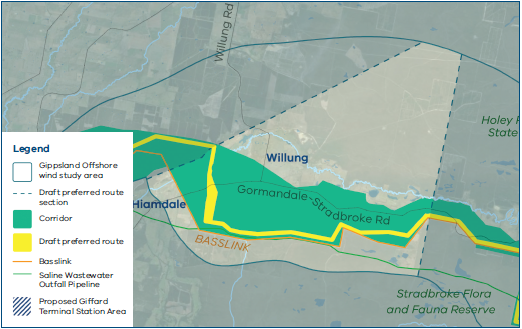 Willung Rd
Holey
State
Willung
Hiamdale
Gormandale-Stradbroke Rd
BASSLINK
Stradbroke Flora
and Fauna Reserve
Legend
Gippsland Offshore
wind study area
Draft preferred route
section
Corridor
Draft preferred route
Basslink
Saline Wastewater
Outfall Pipeline
Proposed Giffard
Terminal Station Area